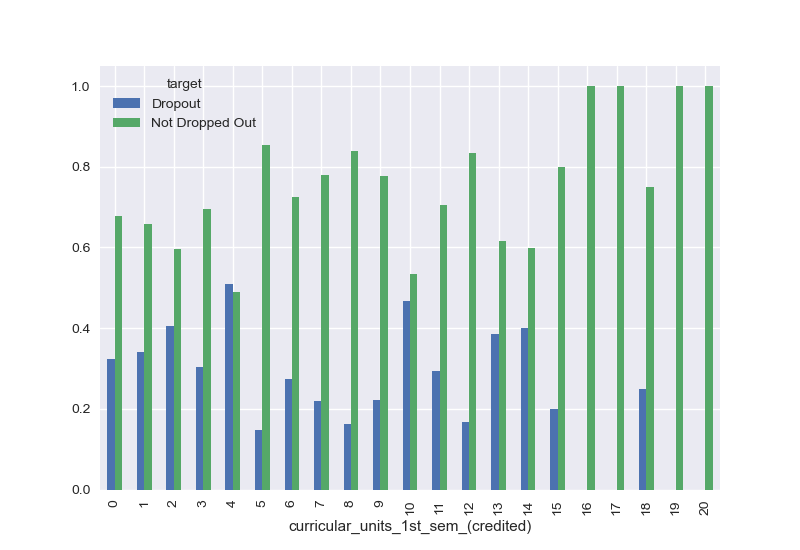 target
Dropout
Not Dropped Out
1.0
0.8
0.6
0.4
0.2
0.0
0 1 2 3 4 5 6 7 8 9 10 11 12 13 14 15 16 17 18 19 20
curricular_units_1st_sem_(credited)